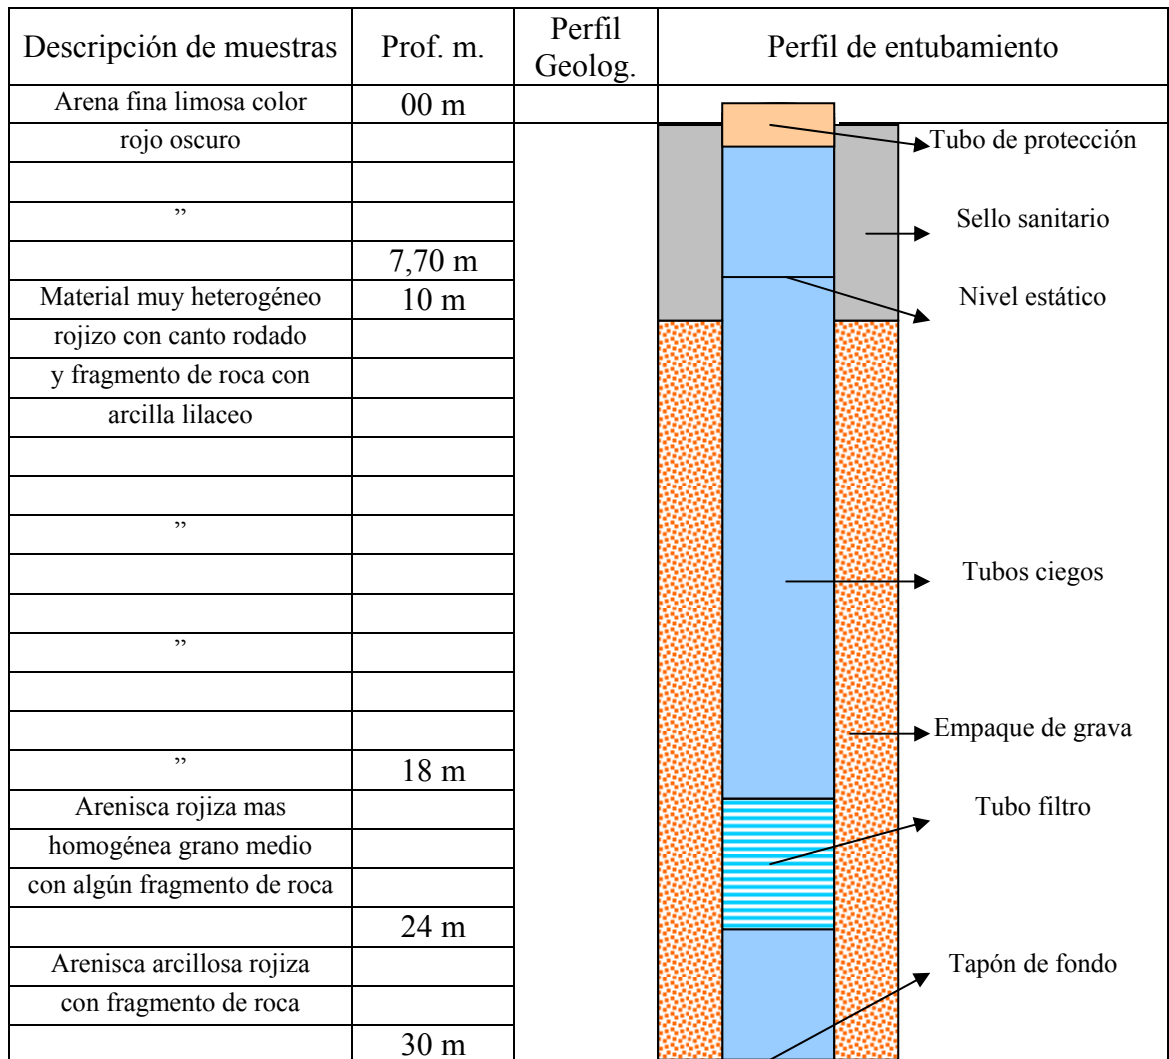 Descripción de muestras Prof. m. Perfil Geolog. Perfil de entubamiento
Arena fina limosa color 00 m
rojo oscuro
Tubo de protección
”
Sello sanitario
7,70 m
Material muy heterogéneo 10 m
Nivel estático
rojizo con canto rodado
y fragmento de roca con
arcilla lilaceo
”
Tubos ciegos
”
Empaque de grava
” 18 m
Arenisca rojiza mas
Tubo filtro
homogénea grano medio
con algún fragmento de roca
24 m
Arenisca arcillosa rojiza
Tapón de fondo
con fragmento de roca
30 m